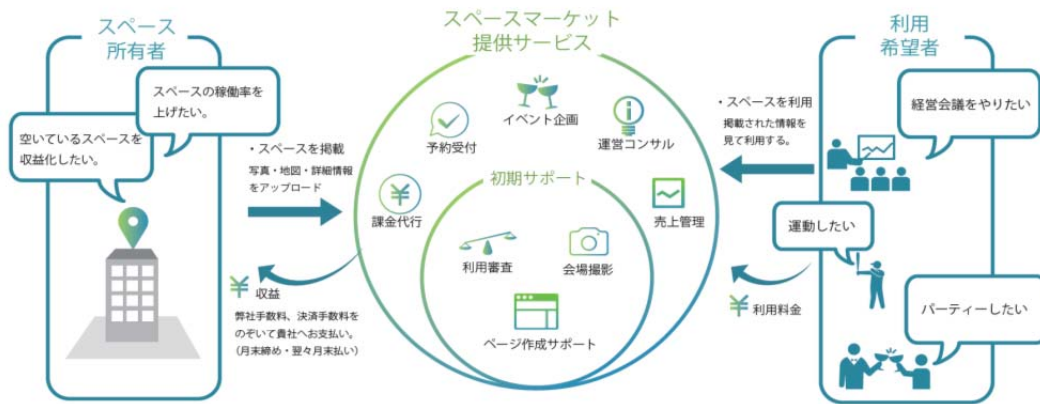 スペース
所有者
スペースの稼働率を
上げたい。
空いているスペースを
収益化したい。
・スペースを掲載
写真・地図・詳細情報
をアップロード
¥ 収益
弊社手数料、決済手数料を
のぞいて貴社へお支払い。
（月末締め・翌々月末払い）
スペースマーケット
提供サービス
イベント企画
予約受付
運営コンサル
¥
課金代行
売上管理
初期サポート
利用審査
会場撮影
ページ作成サポート
・スペースを利用
掲載された情報を
見て利用する。
¥ 利用料金
利用
希望者
経営会議をやりたい
運動したい
パーティーしたい